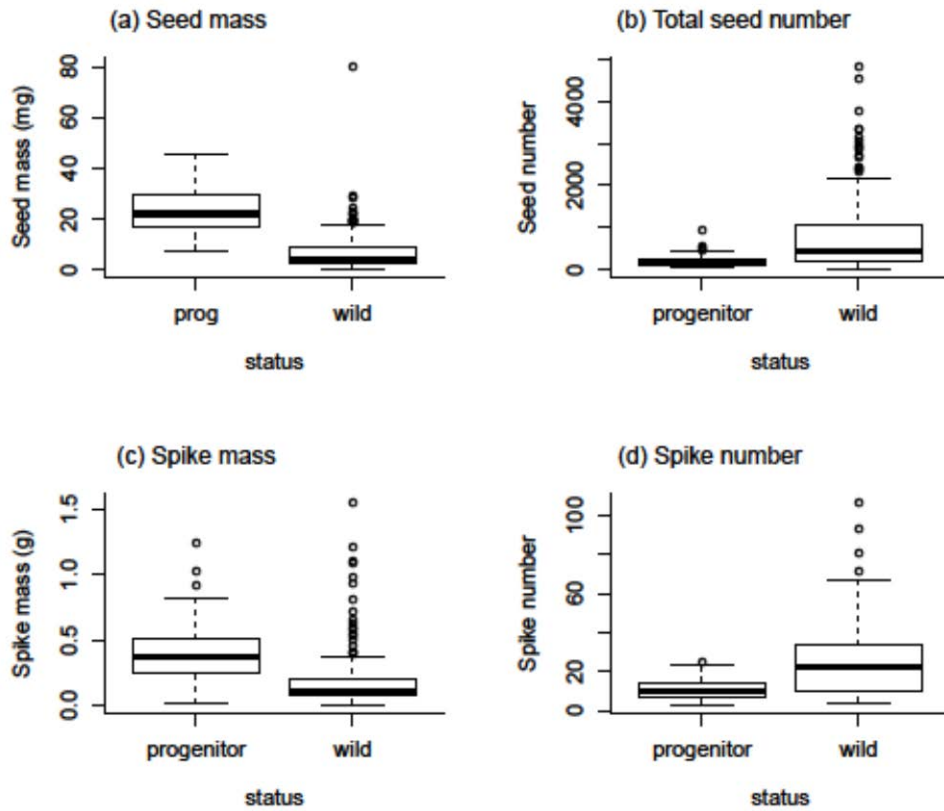 (a) Seed mass
Seed mass (mg)
80
60
40
20
0
prog wild
status
(b) Total seed number
Seed number
4000
2000
0
progenitor wild
status
(c) Spike mass
Spike mass (g)
1.5
1.0
0.5
0.0
progenitor wild
status
(d) Spike number
Spike number
100
60
20
0
progenitor wild
status